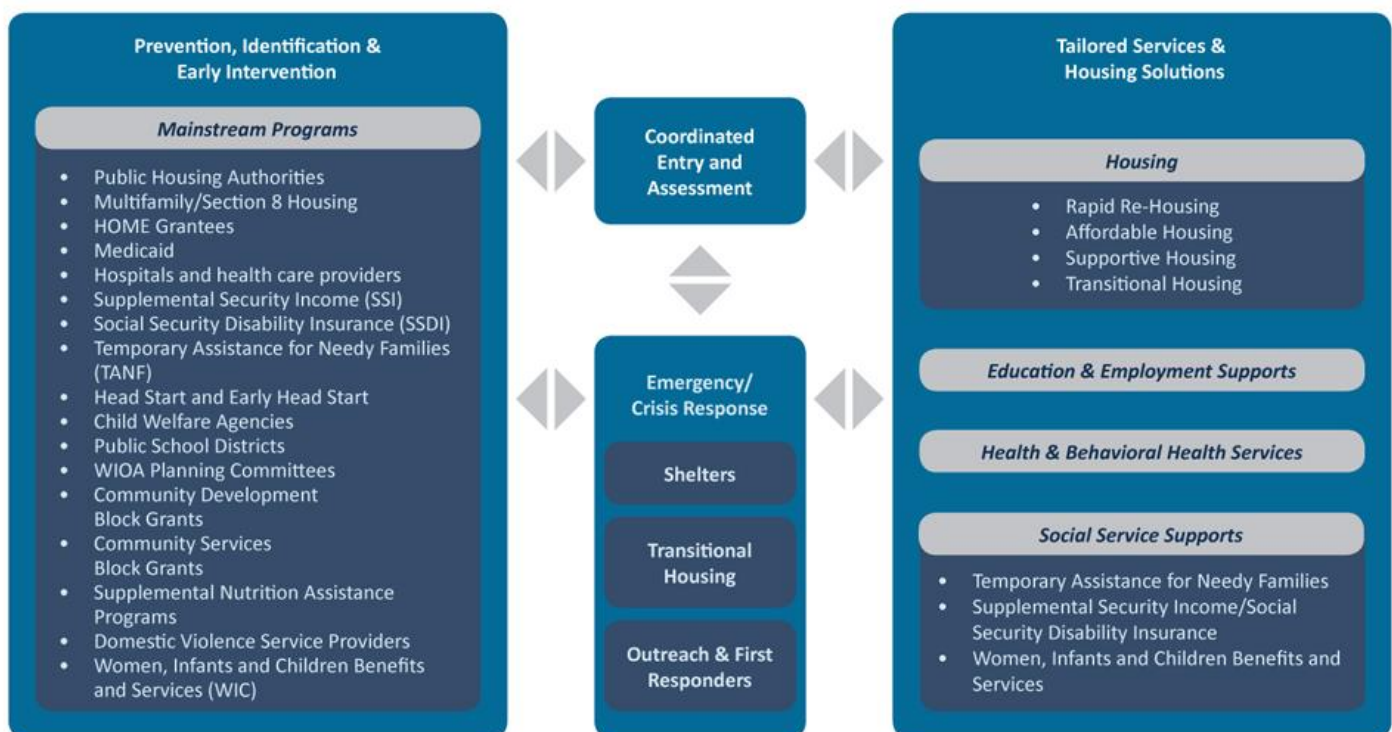 Prevention, Identification &
Early Intervention
Mainstream Programs
• Public Housing Authorities
• Multifamily/Section 8 Housing
• HOME Grantees
• Medicaid
• Hospitals and health care providers
• Supplemental Security Income (SSI)
• Social Security Disability Insurance (SSDI)
• Temporary Assistance for Needy Families
(TANF)
• Head Start and Early Head Start
• Child Welfare Agencies
• Public School Districts
• WIOA Planning Committees
• Community Development
Block Grants
• Community Services
Block Grants
• Supplemental Nutrition Assistance
Programs
• Domestic Violence Service Providers
• Women, Infants and Children Benefits
and Services (WIC)
Coordinated
Entry and
Assessment
Emergency/
Crisis Response
Shelters
Transitional
Housing
Outreach & First
Responders
Tailored Services &
Housing Solutions
Housing
• Rapid Re-Housing
• Affordable Housing
• Supportive Housing
• Transitional Housing
Education & Employment Supports
Health & Behavioral Health Services
Social Service Supports
• Temporary Assistance for Needy Families
• Supplemental Security Income/Social
Security Disability Insurance
• Women, Infants and Children Benefits and
Services